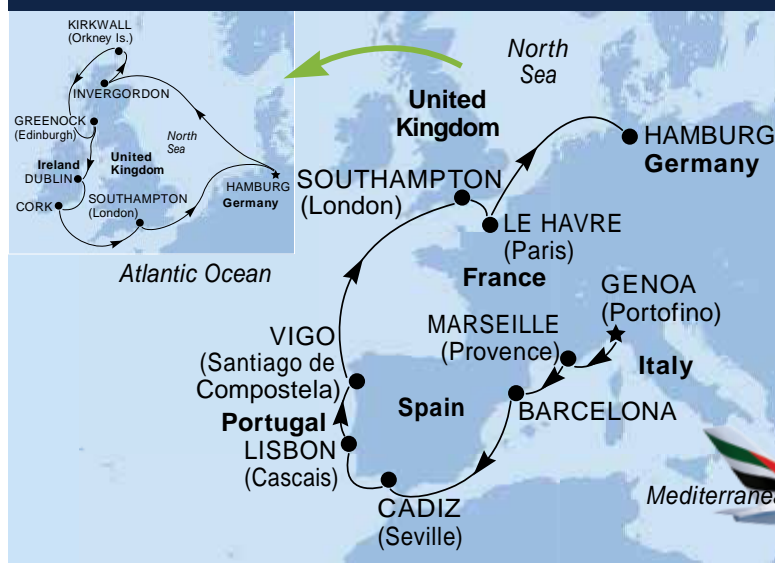 KIRKWALL
(Orkney Is.)
INVERGORDON
GREENOCK
(Edinburgh)
North
Sea
Ireland
DUBLIN
United
Kingdom
CORK
SOUTHAMPTON
(London)
HAMBURG
Germany
North
Sea
United
Kingdom
HAMBURG
Germany
SOUTHAMPTON
(London)
LE HAVRE
(Paris)
France
Atlantic Ocean
GENOA
(Portofino)
MARSEILLE
(Provence)
Italy
VIGO
(Santiago de
Compostela)
Spain
BARCELONA
Portugal
LISBON
(Cascais)
CADIZ
(Seville)
Mediterranea